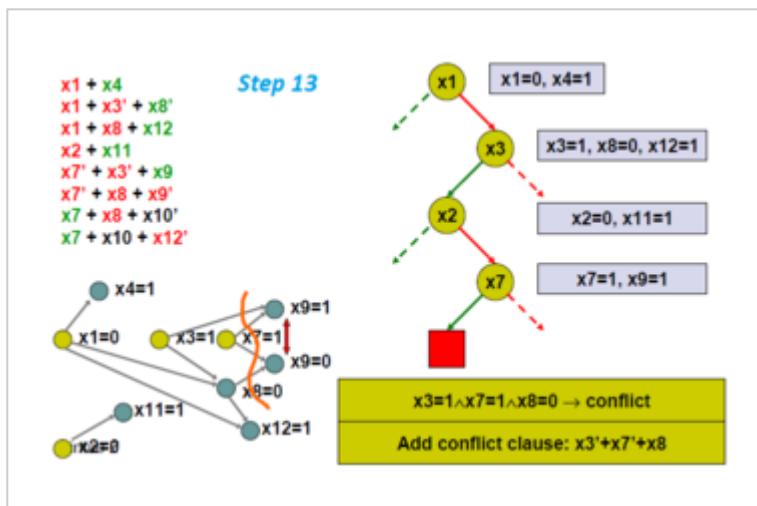 Step 13
x1 + x4
x1 + x3’ + x8’
x1 + x8 + x12
x2 + x11
x7’ + x3’ + x9
x7’ + x8 + x9’
x7 + x8 + x10’
x7 + x10 + x12’
x1
x1=0, x4=1
x3
x3=1, x8=0, x12=1
x2
x2=0, x11=1
x7
x7=1, x9=1
x4=1
x9=1
x1=0
x3=1
x7=1
x9=0
x8=0
x11=1
x12=1
x3=1∧x7=1∧x8=0 → conflict
Add conflict clause: x3’+x7’+x8